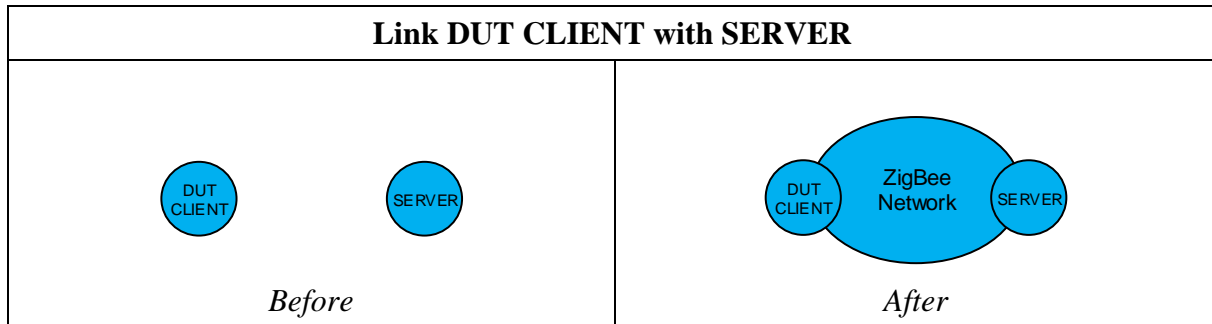 Link DUT CLIENT with SERVER
DUT
CLIENT
SERVER
Before
DUT
CLIENT
ZigBee
Network
SERVER
After